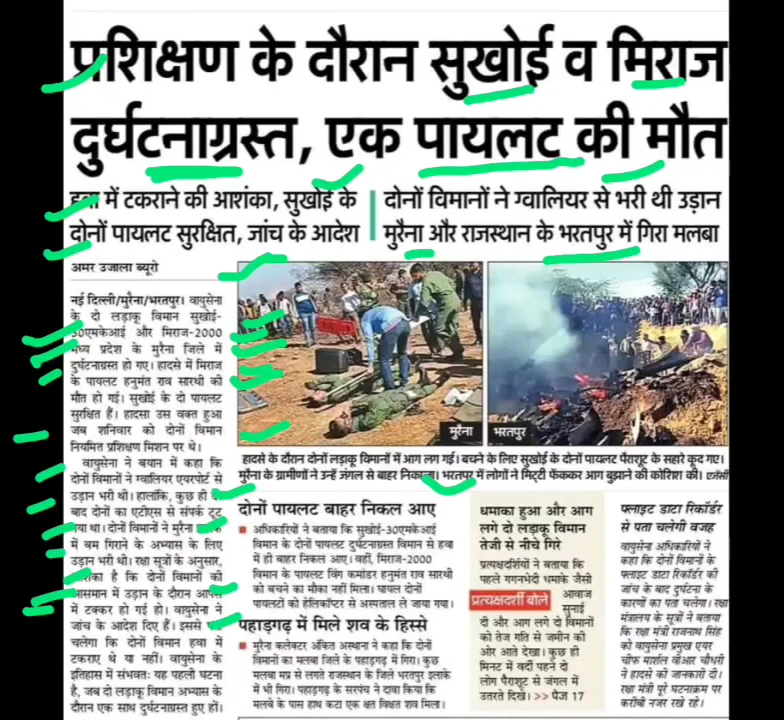 प्रशिक्षण के दौरान सुखोई व मिराज
दुर्घटनाग्रस्त, एक पायलट की मौत
हवा में टकराने की आशंका, सुखोई के
दोनों पायलट सुरक्षित, जांच के आदेश
दोनों विमानों ने ग्वालियर से भरी थी उड़ान
मुरैना और राजस्थान के भरतपुर में गिरा मलबा
अमर उजाला ब्यूरो
नई दिल्ली/मुरैना/भरतपुर। वायुसेना
के दो लड़ाकू विमान सुखोई-
30एमकेआई और मिराज-2000
मध्य प्रदेश के मुरैना जिले में
दुर्घटनाग्रस्त हो गए। हादसे में मिराज
के पायलट हनुमंत राव सारथी की
मौत हो गई। सुखोई के दो पायलट
सुरक्षित हैं। हादसा उस वक्त हुआ
जब शनिवार को दोनों विमान
नियमित प्रशिक्षण मिशन पर थे।
वायुसेना ने बयान में कहा कि
दोनों विमानों ने ग्वालियर एयरपोर्ट से
उड़ान भरी थी। हालांकि, कुछ ही
बाद दोनों का एटीएस से संपर्क टूट
गया था। दोनों विमानों ने मुरैना
में बम गिराने के अभ्यास के लिए
उड़ान भरी थी। रक्षा सूत्रों के अनुसार,
है कि दोनों विमानों की
आसमान में उड़ान के दौरान आपस
में टक्कर हो गई हो। वायुसेना ने
जांच के आदेश दिए हैं। इससे
चलेगा कि दोनों विमान हवा में
टकराए थे या नहीं। वायुसेना के
इतिहास में संभवत: यह पहली घटना
है, जब दो लड़ाकू विमान अभ्यास के
दौरान एक साथ दुर्घटनाग्रस्त हुए हों।
मुरैना
भरतपुर
हादसे के दौरान दोनों लड़ाकू विमानों में आग लग गई। बचने के लिए सुखोई के दोनों पायलट पैराशूट के सहारे कूद गए।
मुरैना के ग्रामीणों ने उन्हें जंगल से बाहर निकाला। भरतपुर में लोगों ने मिट्टी फेंककर आग बुझाने की कोशिश की। एजेंसी
दोनों पायलट बाहर निकल आए
अधिकारियों ने बताया कि सुखोई-30एमकेआई
विमान के दोनों पायलट दुर्घटनाग्रस्त विमान से हवा
में ही बाहर निकल आए। वहीं, मिराज-2000
विमान के पायलट विंग कमांडर हनुमंत राव सारथी
को बचने का मौका नहीं मिला। घायल दोनों
पायलटों को हेलिकॉप्टर से अस्पताल ले जाया गया।
पहाड़गढ़ में मिले शव के हिस्से
मुरैना कलेक्टर अंकित अस्थाना ने कहा कि दोनों
विमानों का मलबा जिले के पहाड़गढ़ में गिरा। कुछ
मलबा मप्र से लगते राजस्थान के जिले भरतपुर इलाके
में भी गिरा। पहाड़गढ़ के सरपंच ने दावा किया कि
मलबे के पास हाथ कटा एक क्षत विक्षत शव मिला।
धमाका हुआ और आग
लगे दो लड़ाकू विमान
तेजी से नीचे गिरे
प्रत्यक्षदर्शियों ने बताया कि
पहले गगनभेदी धमाके जैसी
प्रत्यक्षदर्शी बोले
आवाज
सुनाई
दी और आग लगे दो विमानों
को तेज गति से जमीन की
ओर आते देखा। कुछ ही
मिनट में वर्दी पहने दो
लोग पैराशूट से जंगल में
उतरते दिखे। >> पेज 17
फ्लाइट डाटा रिकॉर्डर
से पता चलेगी वजह
वायुसेना अधिकारियों ने
कहा कि दोनों विमानों के
फ्लाइट डाटा रिकॉर्डर की
जांच के बाद दुर्घटना के
कारणों का पता चलेगा। रक्षा
मंत्रालय के सूत्रों ने बताया
कि रक्षा मंत्री राजनाथ सिंह
को वायुसेना प्रमुख एयर
चीफ मार्शल वीआर चौधरी
ने हादसे की जानकारी दी।
रक्षा मंत्री पूरे घटनाक्रम पर
करीबी नजर रखे रहे।